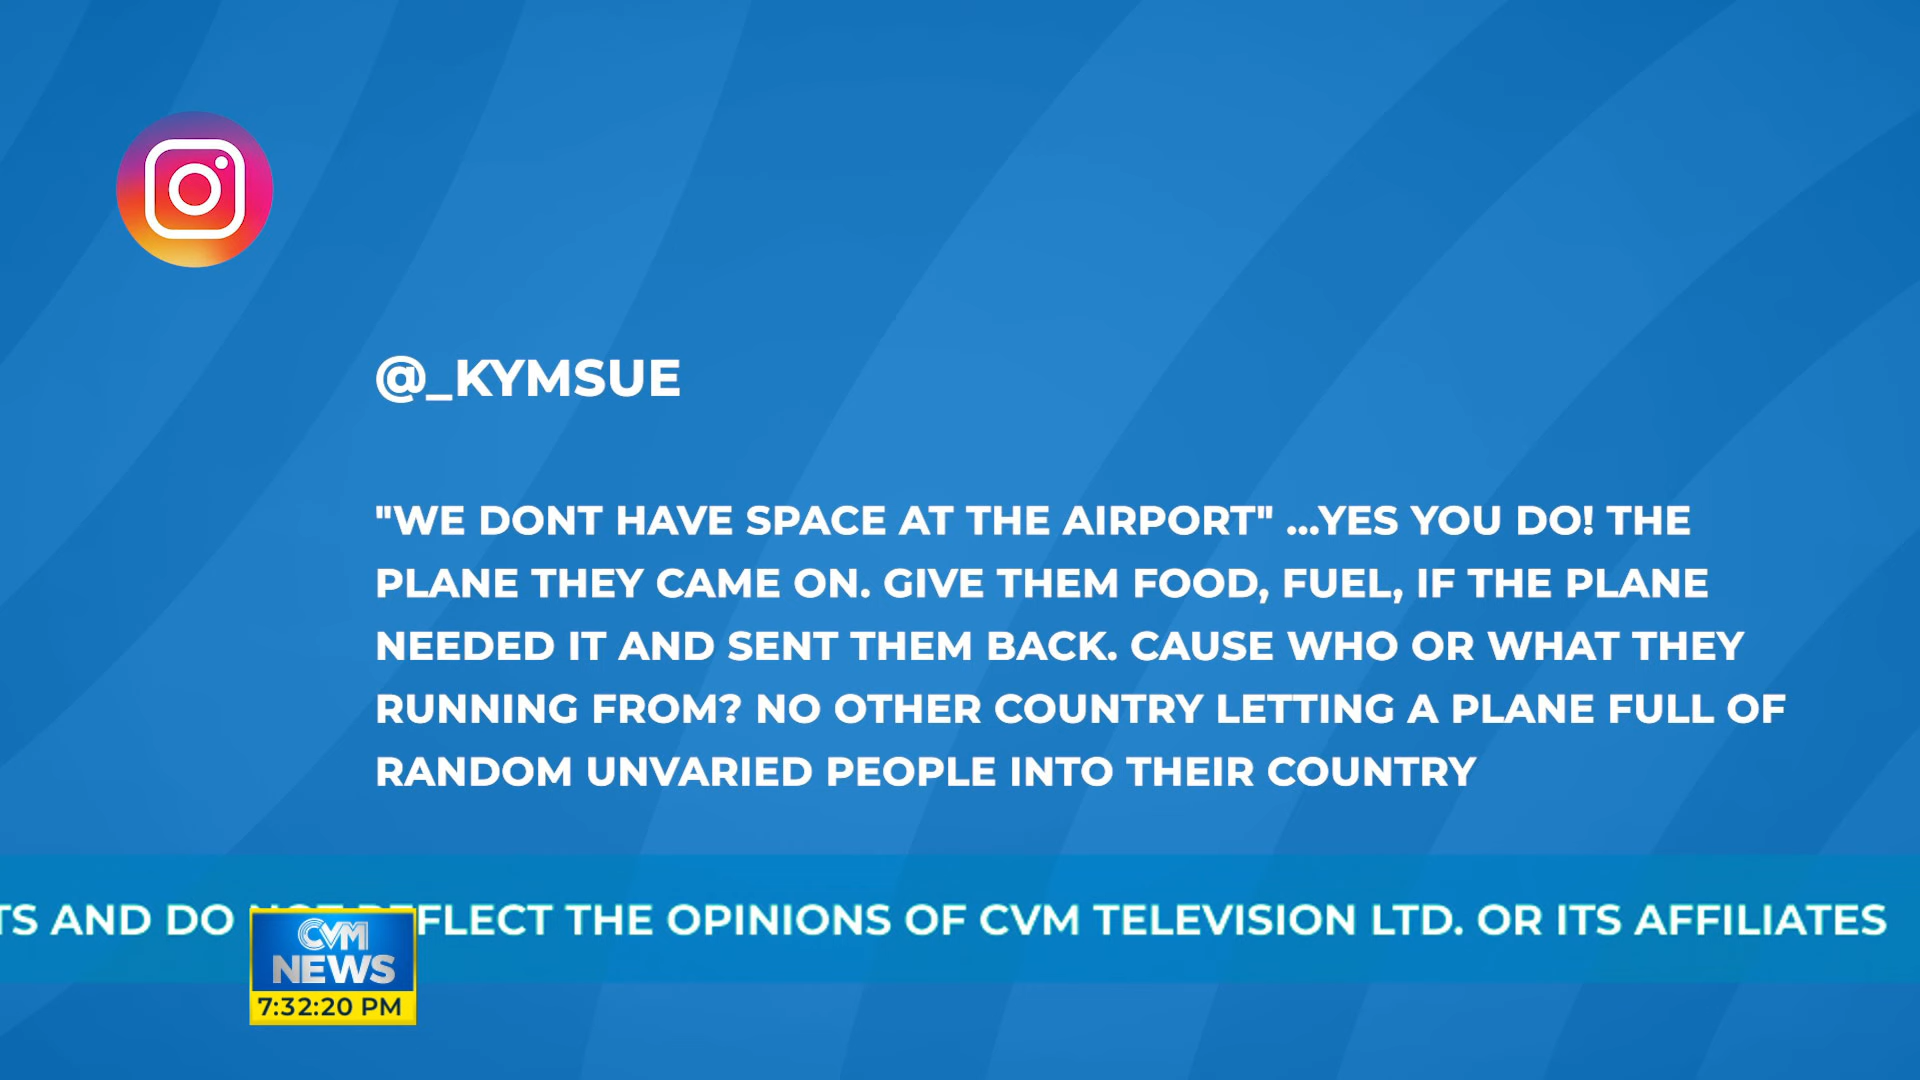 @_KYMSUE
"WE DONT HAVE SPACE AT THE AIRPORT" ...YES YOU DO! THE
PLANE THEY CAME ON. GIVE THEM FOOD, FUEL, IF THE PLANE
NEEDED IT AND SENT THEM BACK. CAUSE WHO OR WHAT THEY
RUNNING FROM? NO OTHER COUNTRY LETTING A PLANE FULL OF
RANDOM UNVARIED PEOPLE INTO THEIR COUNTRY
TS AND DO NOT REFLECT THE OPINIONS OF CVM TELEVISION LTD. OR ITS AFFILIATES
CVM
NEWS
7:32:20 PM